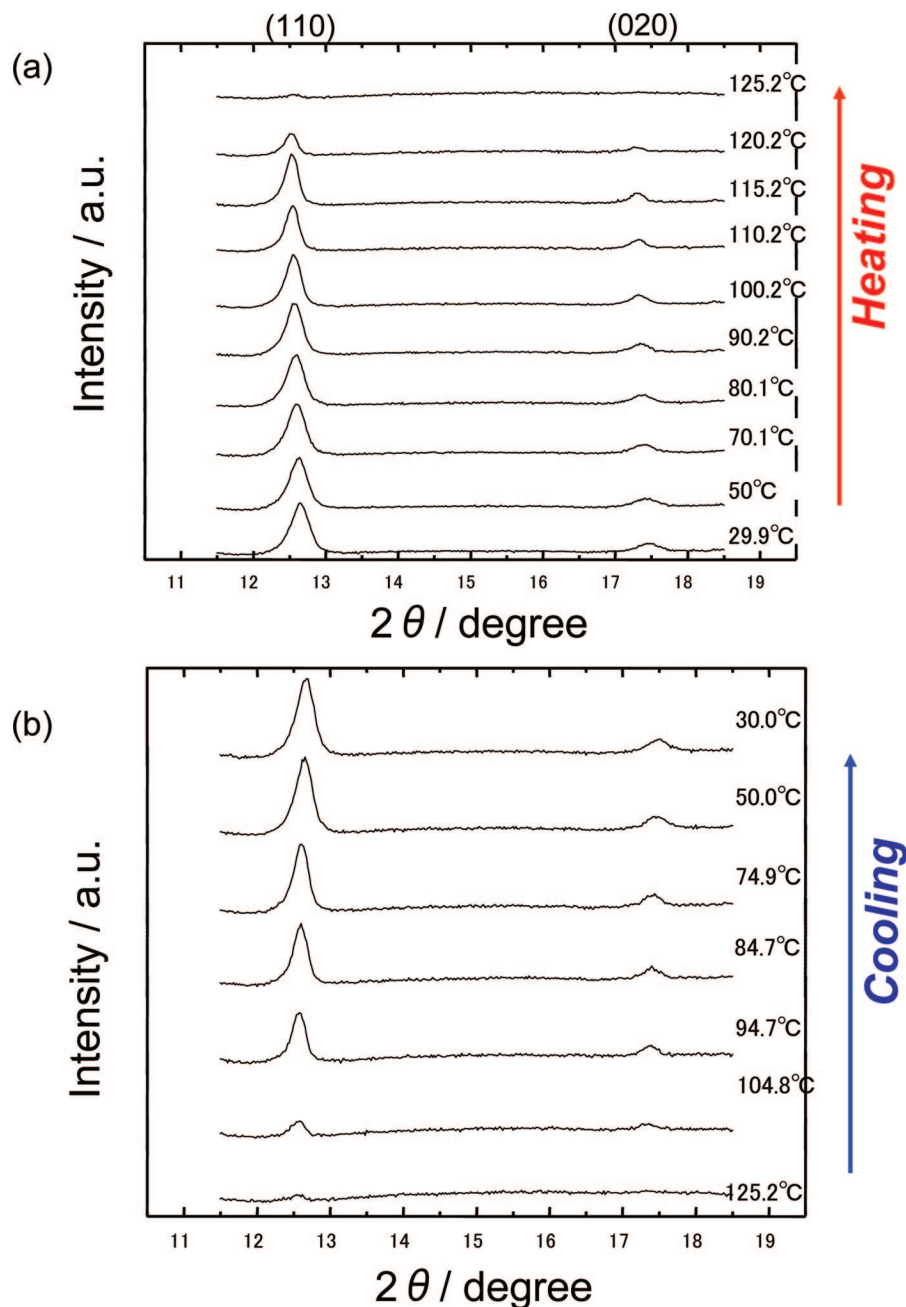 (110) (020)
(a)
125.2℃
120.2℃
115.2℃
110.2℃
100.2℃
90.2℃
80.1℃
70.1℃
50℃
29.9℃
Intensity / a.u.
Heating
11 12 13 14 15 16 17 18 19
2 θ / degree
(b)
30.0℃
50.0℃
74.9℃
84.7℃
94.7℃
104.8℃
125.2℃
Intensity / a.u.
Cooling
11 12 13 14 15 16 17 18 19
2 θ / degree